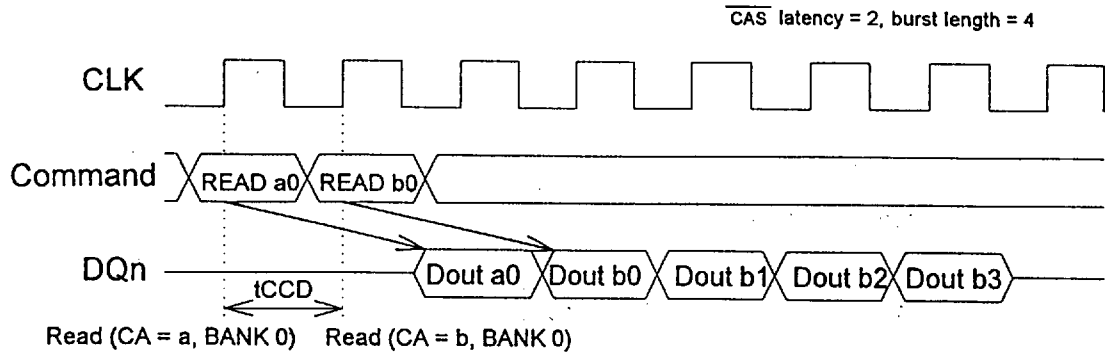 CAS latency = 2, burst length = 4
CLK
Command READ a0 READ b0
DQn Dout a0 Dout b0 Dout b1 Dout b2 Dout b3
tCCD
Read (CA = a, BANK 0) Read (CA = b, BANK 0)